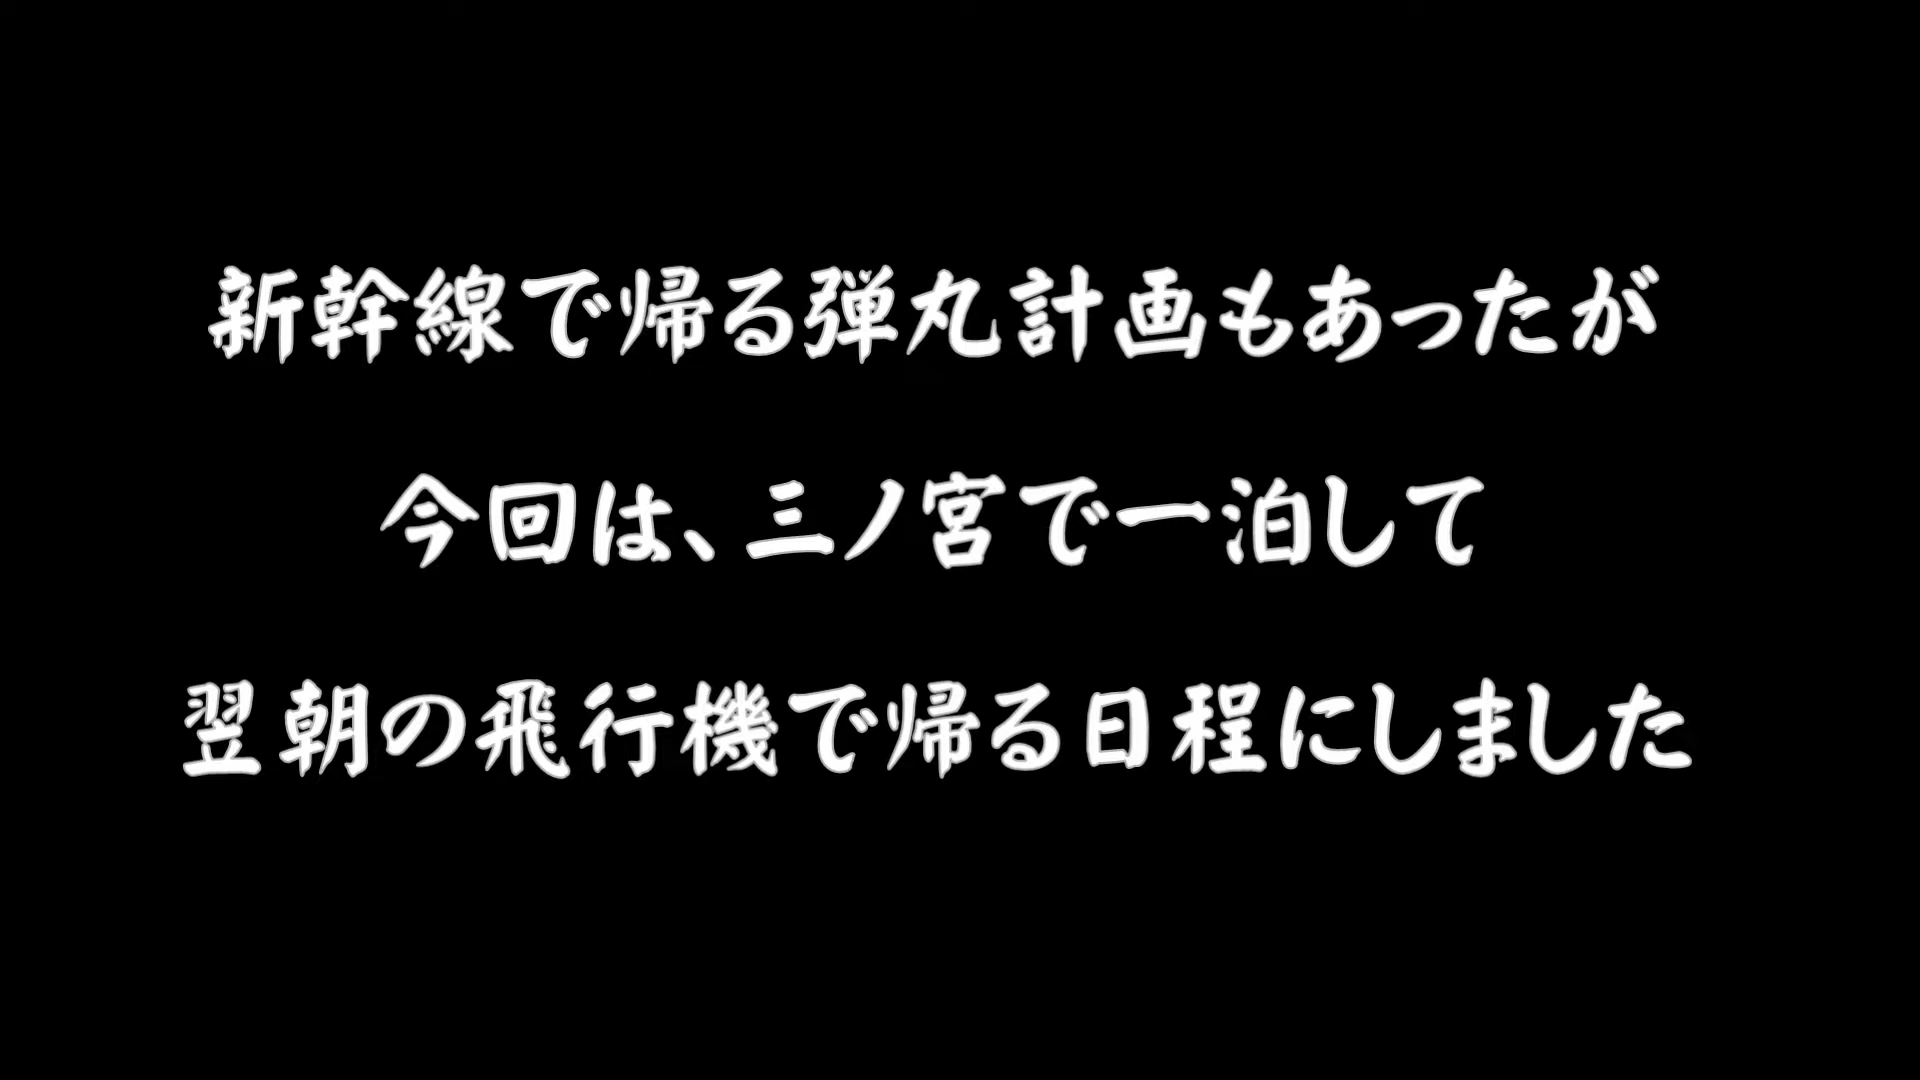 新幹線で帰る弾丸計画もあったが
今回は、三ノ宮で一泊して
翌朝の飛行機で帰る日程にしました